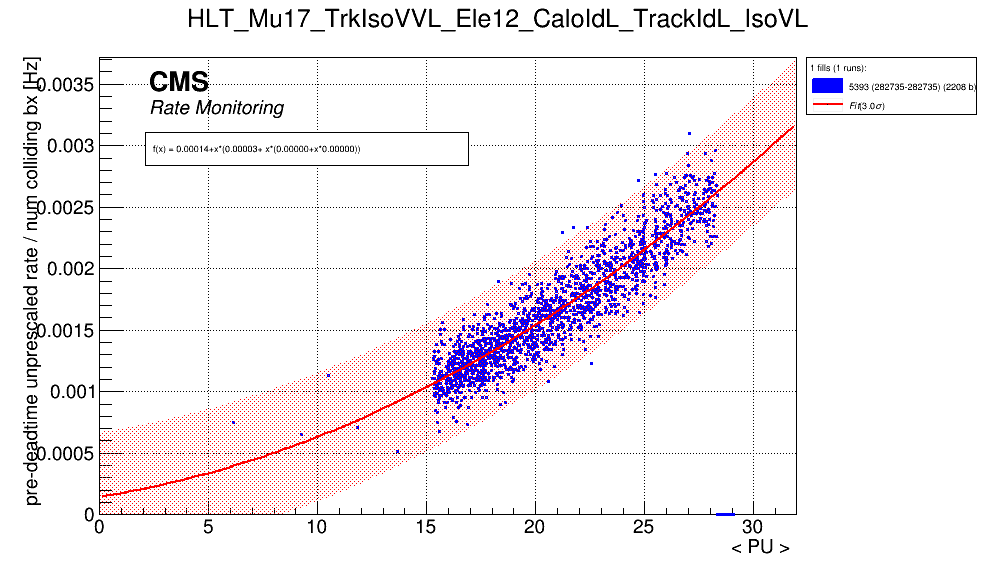 HLT_Mu17_TrkIsoVVL_Ele12_CaloIdL_TrackIdL_IsoVL
pre-deadtime unprescaled rate / num colliding bx [Hz]
CMS
Rate Monitoring
f(x) = 0.00014+x*(0.00003+ x*(0.00000+x*0.00000))
1 fills (1 runs):
5393 (282735-282735) (2208 b)
Fit(3.0σ)
0.0035
0.003
0.0025
0.002
0.0015
0.001
0.0005
0
0 5 10 15 20 25 30
< PU >